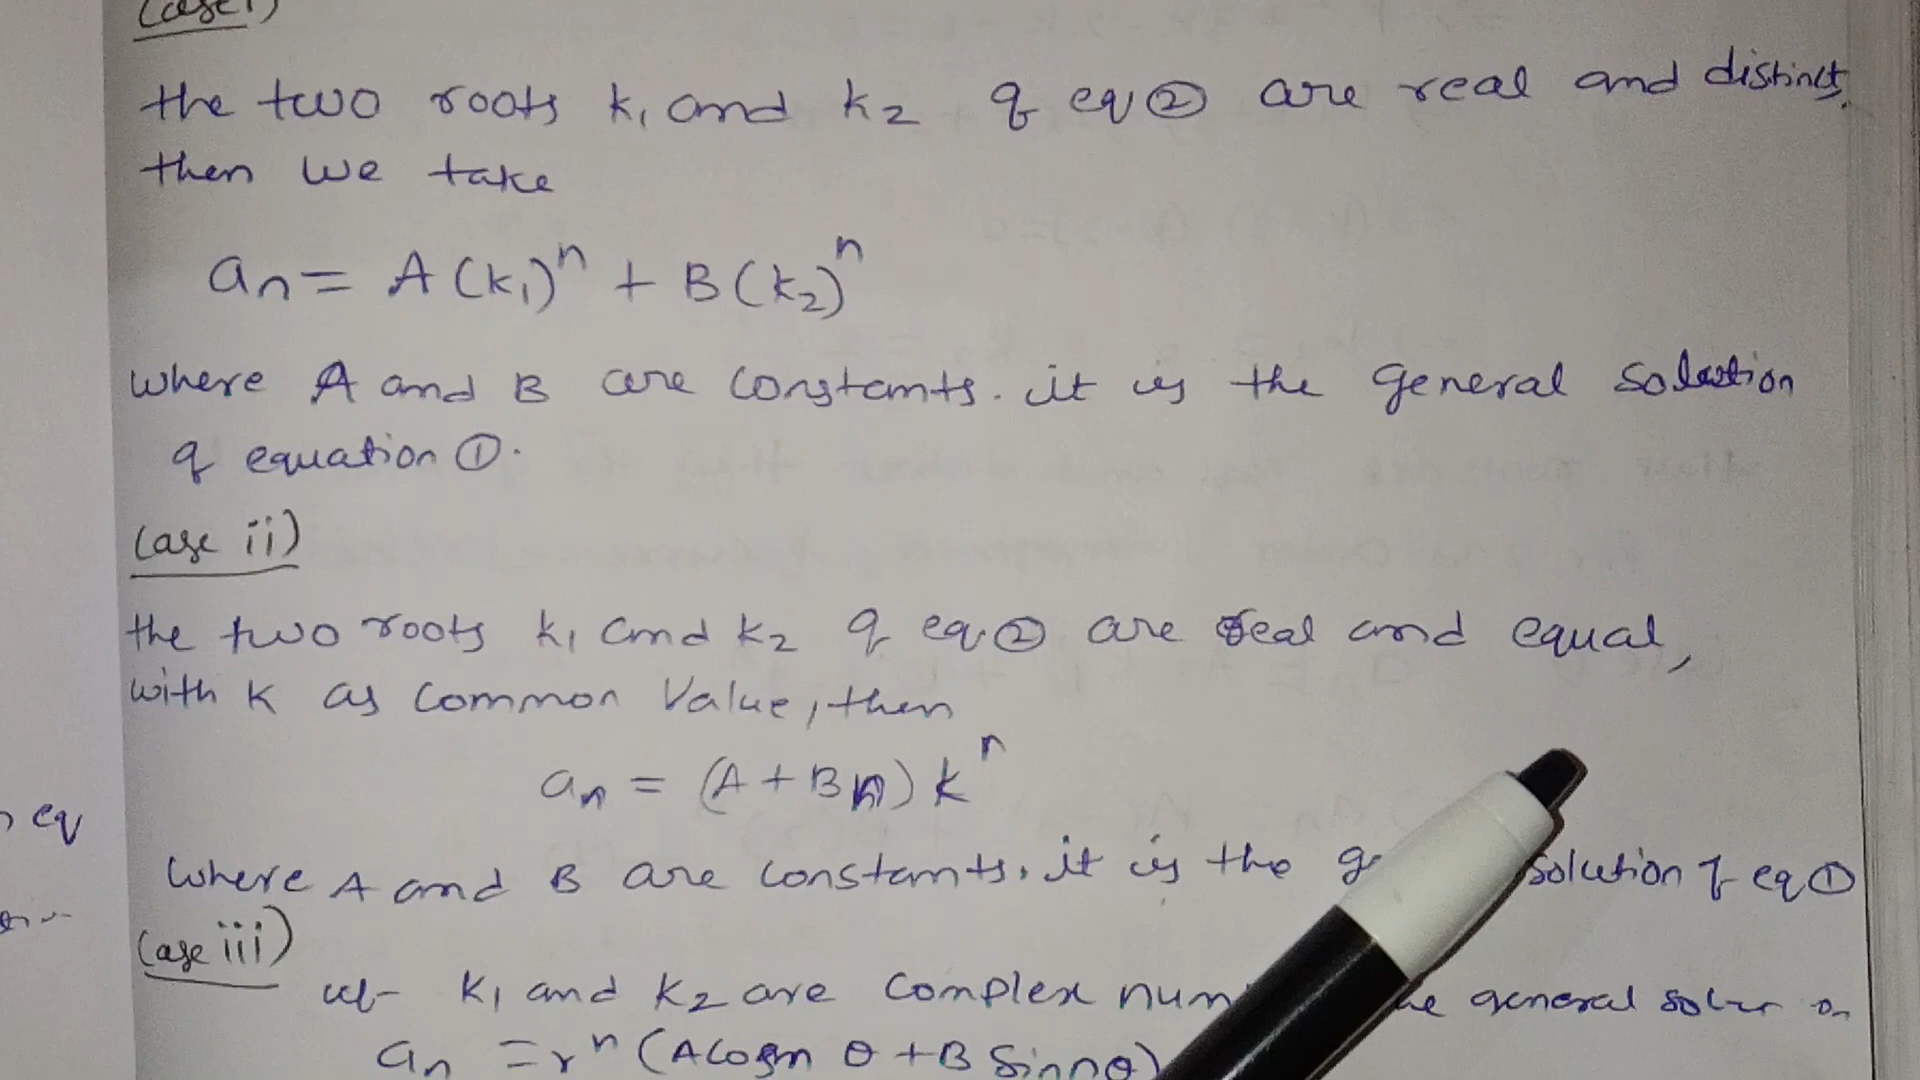 Case i)
the two roots k₁ and k₂ of eq ② are real and distinct,
then we take
aₙ = A(k₁)ⁿ + B(k₂)ⁿ
where A and B are constants. it is the general solution
of equation ①.
Case ii)
the two roots k₁ and k₂ of eq ② are real and equal,
with k as common value, then
aₙ = (A + Bn) kⁿ
where A and B are constants, it is the solution of eq ①
eq
Case iii)
if k₁ and k₂ are complex general
aₙ = rⁿ (A cos n θ + B sin nθ)